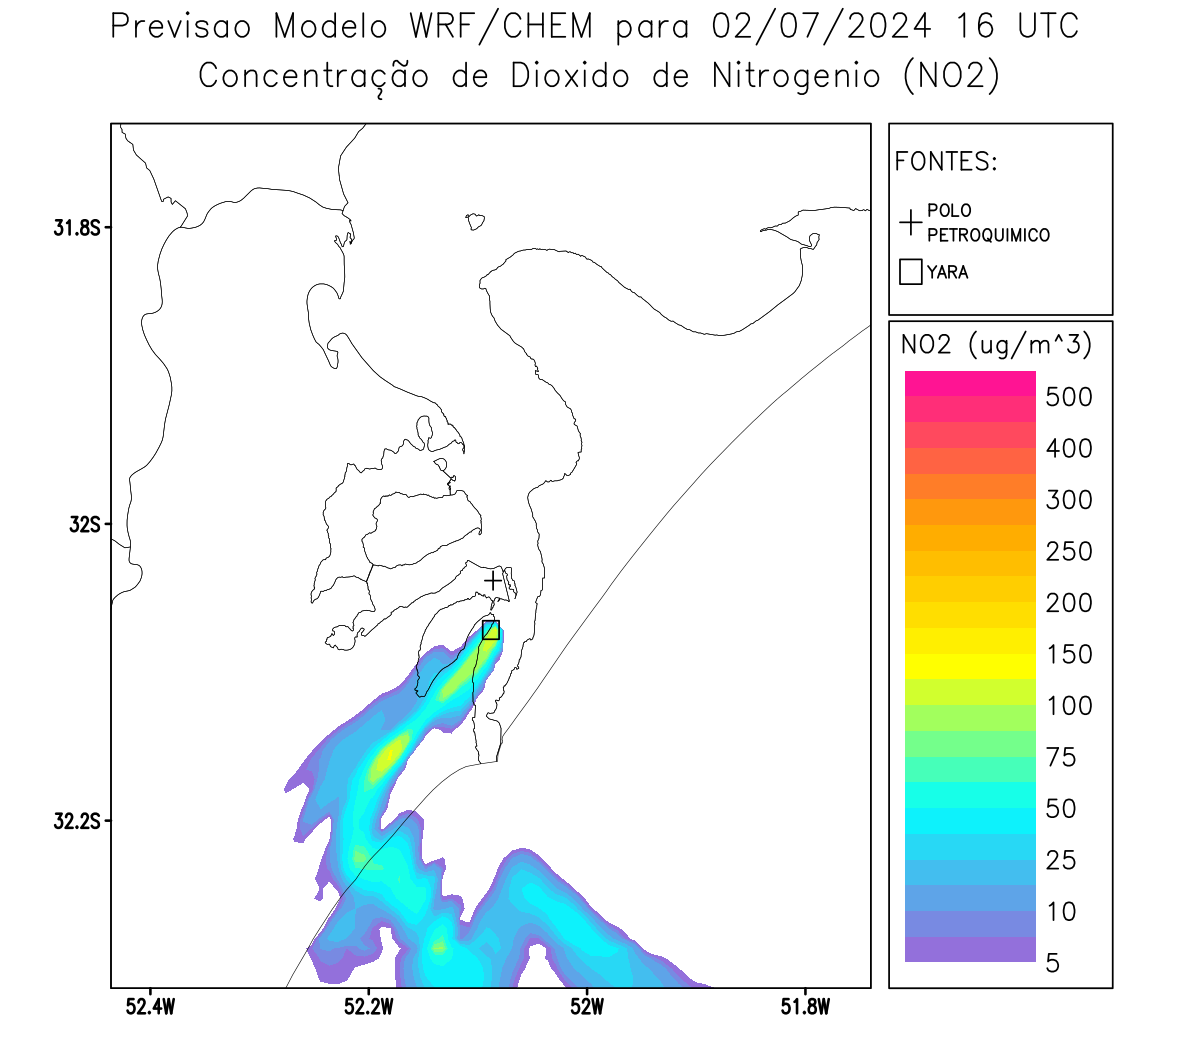 Previsao Modelo WRF/CHEM para 02/07/2024 16 UTC
Concentração de Dioxido de Nitrogenio (NO2)
FONTES:
POLO
PETROQUIMICO
YARA
31.8S
32S
32.2S
52.4W
52.2W
52W
51.8W
NO2 (ug/m^3)
500
400
300
250
200
150
100
75
50
25
10
5